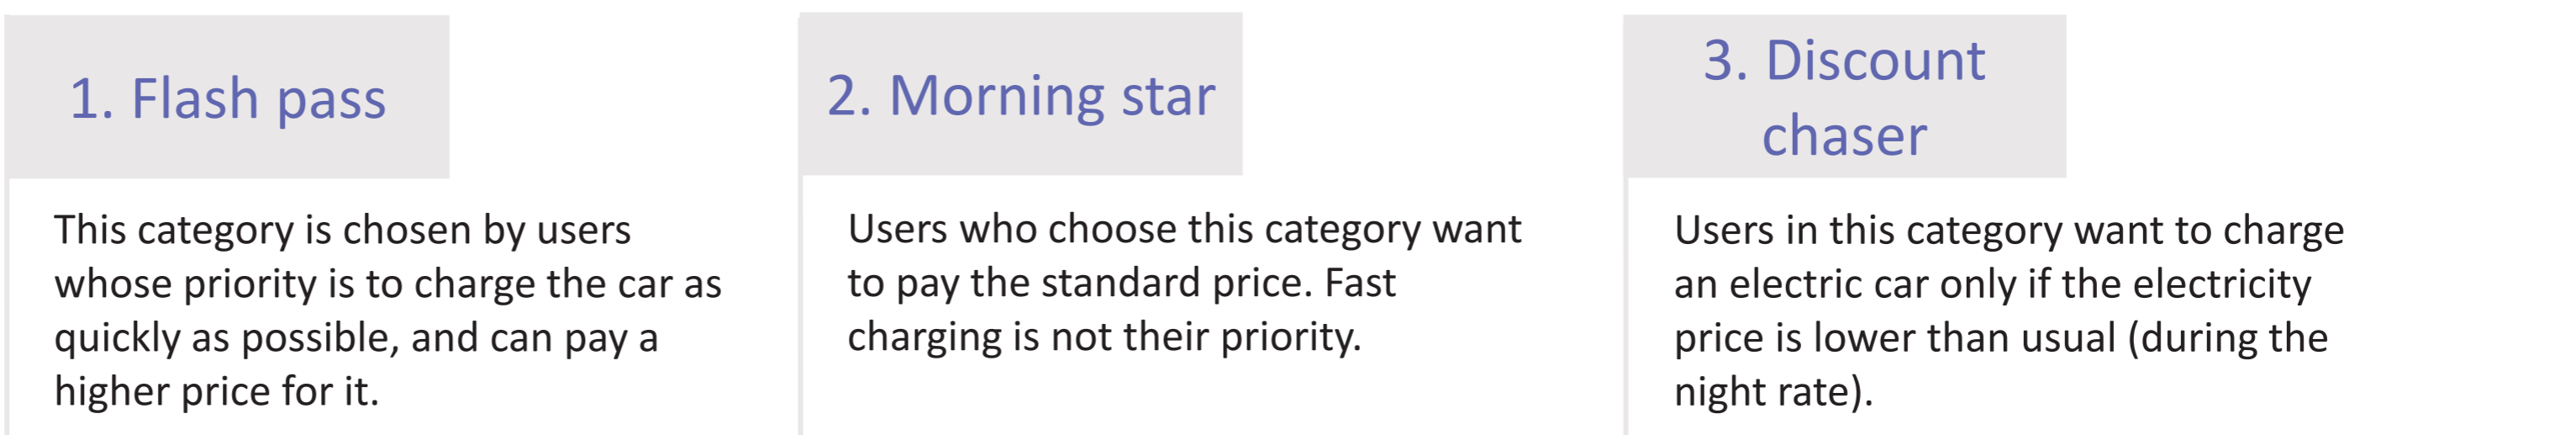 1. Flash pass
This category is chosen by users
whose priority is to charge the car as
quickly as possible, and can pay a
higher price for it.
2. Morning star
Users who choose this category want
to pay the standard price. Fast
charging is not their priority.
3. Discount
chaser
Users in this category want to charge
an electric car only if the electricity
price is lower than usual (during the
night rate).